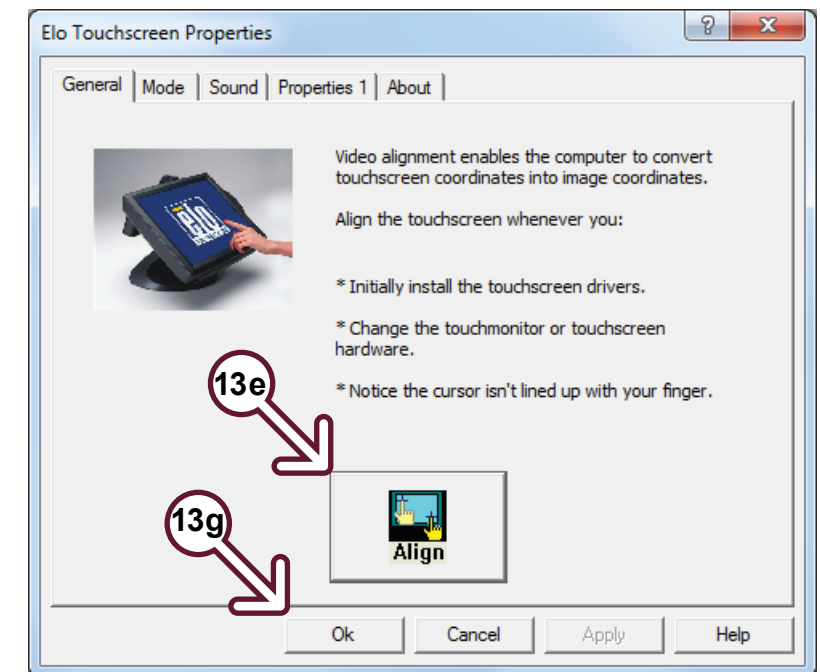 Elo Touchscreen Properties
?
X
General Mode Sound Properties 1 About
Video alignment enables the computer to convert
touchscreen coordinates into image coordinates.
Align the touchscreen whenever you:
elo
* Initially install the touchscreen drivers.
* Change the touchmonitor or touchscreen
hardware.
* Notice the cursor isn't lined up with your finger.
13e
Align
13g
Ok Cancel Apply Help